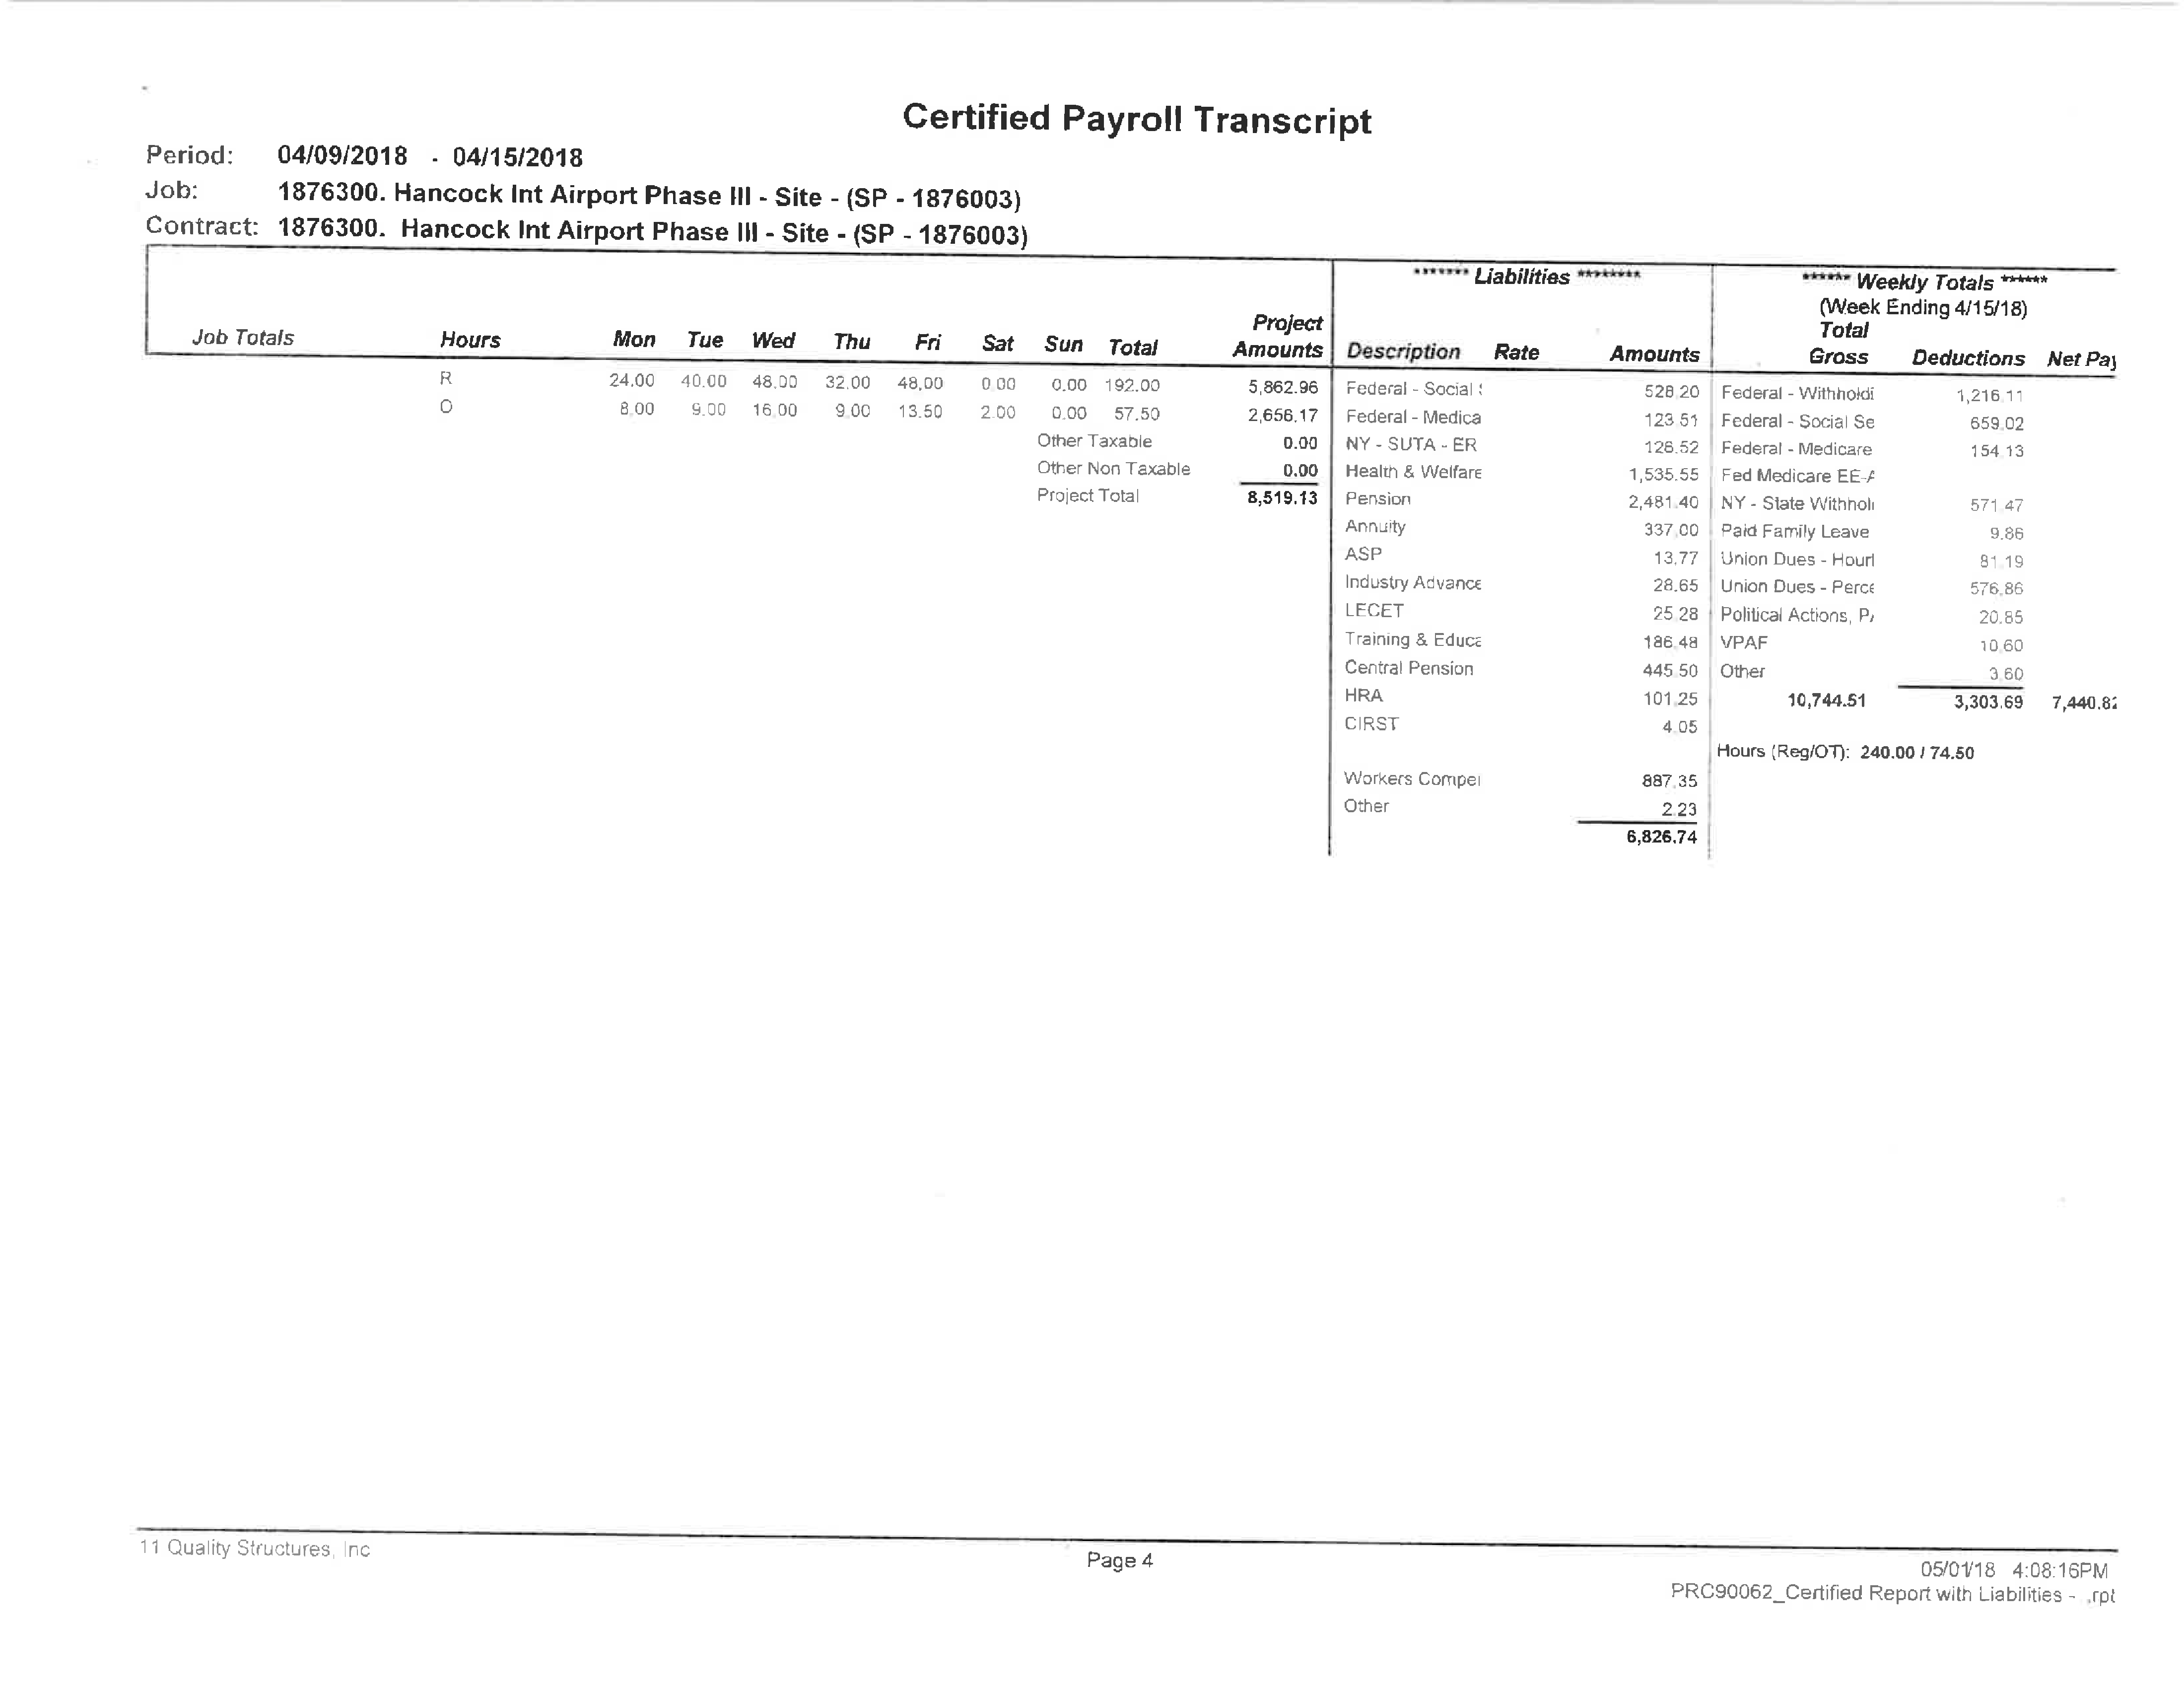 Certified Payroll Transcript
Period: 04/09/2018 - 04/15/2018
Job: 1876300. Hancock Int Airport Phase III - Site - (SP - 1876003)
Contract: 1876300. Hancock Int Airport Phase III - Site - (SP - 1876003)
******* Liabilities ******** ****** Weekly Totals ******
(Week Ending 4/15/18)
Job Totals Hours Mon Tue Wed Thu Fri Sat Sun Total Project Amounts Description Rate Amounts Total Gross Deductions Net Pay
R 24.00 40.00 48.00 32.00 48.00 0.00 0.00 192.00 5,862.96 Federal - Social 528.20 Federal - Withholdi 1,216.11
O 8.00 9.00 16.00 9.00 13.50 2.00 0.00 57.50 2,656.17 Federal - Medica 123.51 Federal - Social Se 659.02
Other Taxable 0.00 NY - SUTA - ER 126.52 Federal - Medicare 154.13
Other Non Taxable 0.00 Health & Welfare 1,535.55 Fed Medicare EE-A
Project Total 8,519.13 Pension 2,481.40 NY - State Withholi 571.47
Annuity 337.00 Paid Family Leave 9.86
ASP 13.77 Union Dues - Hourl 81.19
Industry Advance 28.65 Union Dues - Perce 576.86
LECET 25.28 Political Actions, P 20.85
Training & Educa 186.48 VPAF 10.60
Central Pension 445.50 Other 3.60
HRA 101.25 10,744.51 3,303.69 7,440.82
CIRST 4.05
Hours (Reg/OT): 240.00 / 74.50
Workers Compe 887.35
Other 2.23
6,826.74
11 Quality Structures, Inc
Page 4
05/01/18 4:08:16PM
PRC90062_Certified Report with Liabilities - .rpt